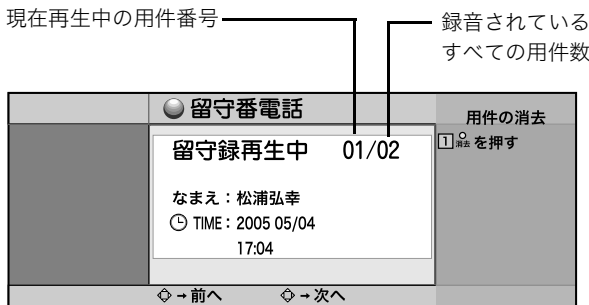 現在再生中の用件番号
録音されている
すべての用件数
留守番電話
用件の消去
1 消去 を押す
留守録再生中 01/02
なまえ：松浦弘幸
TIME： 2005 05/04
17:04
→前へ →次へ